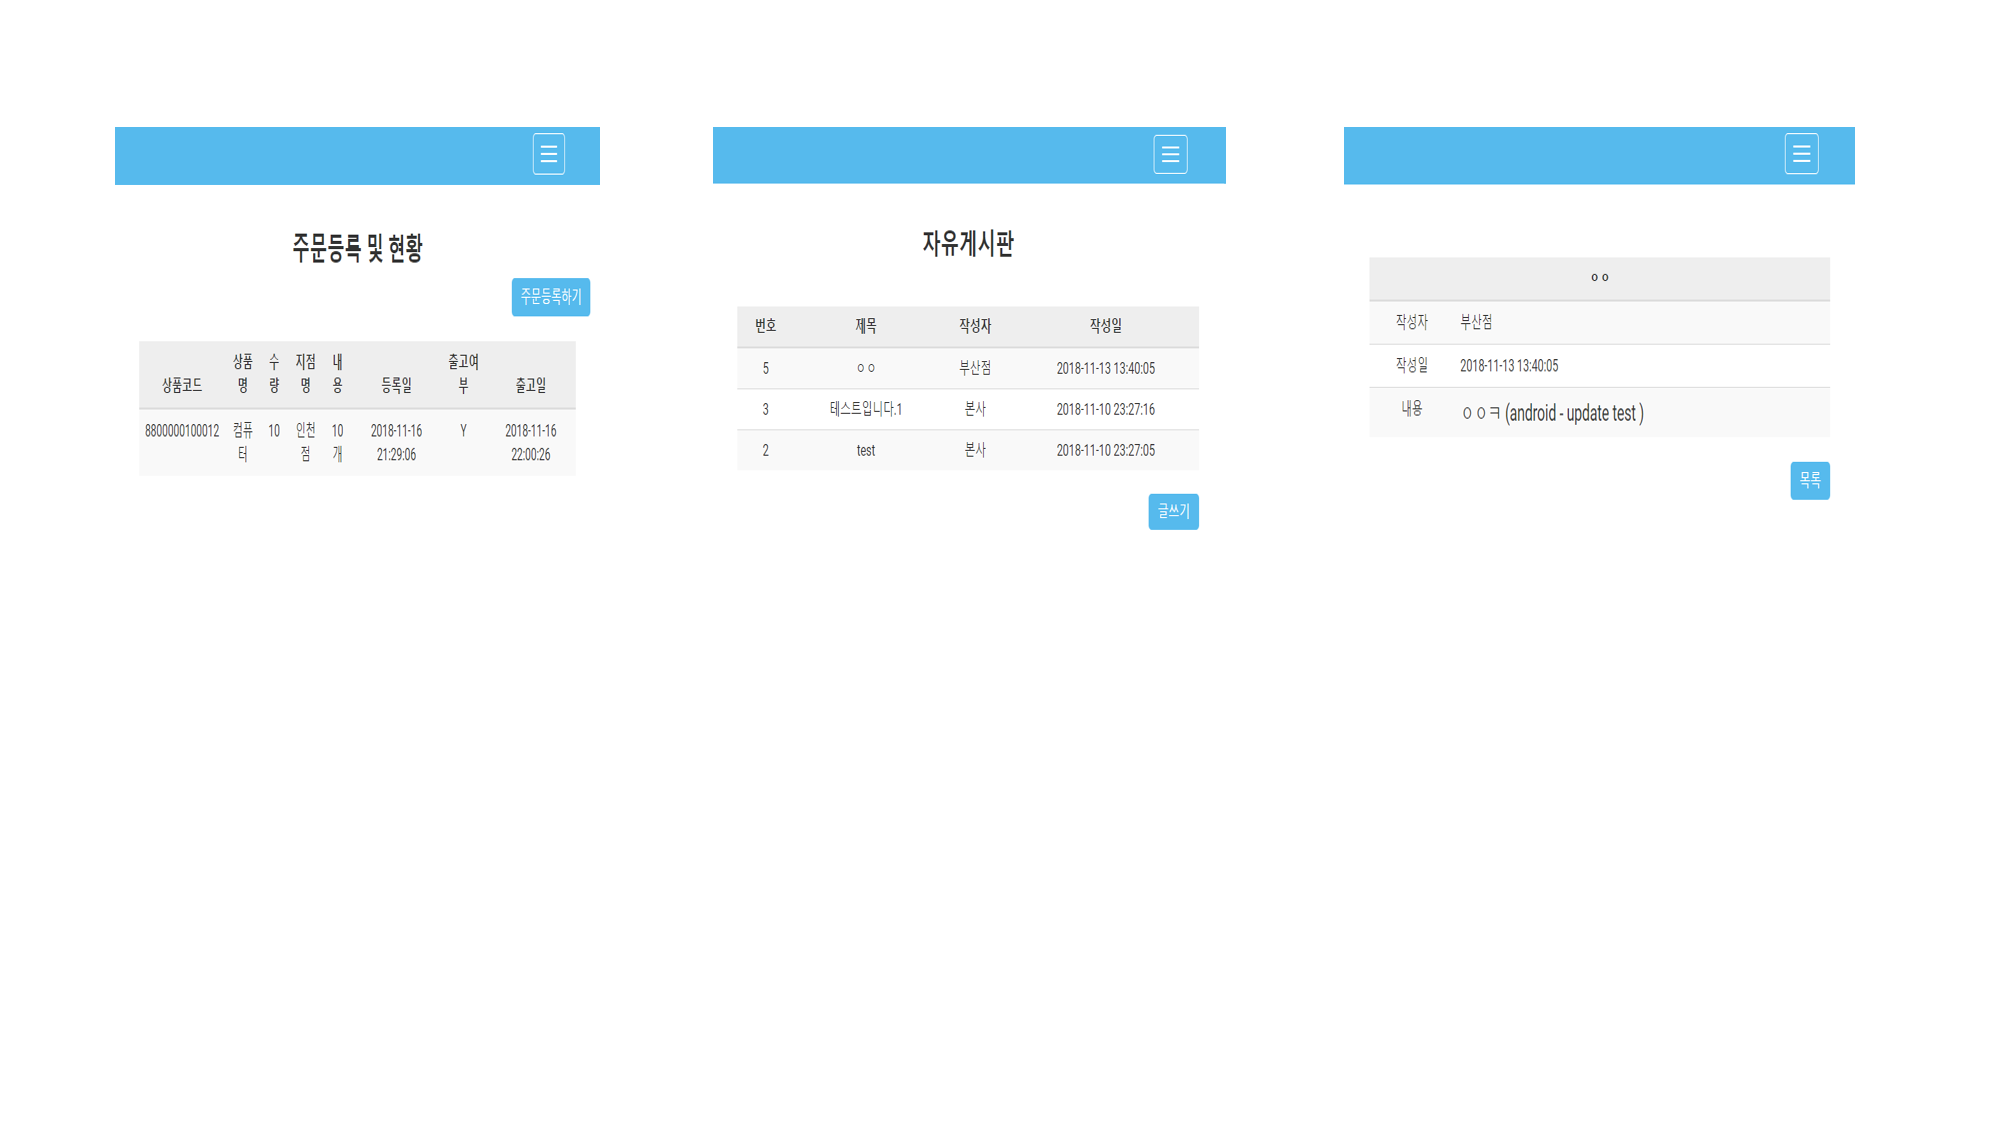 주문등록 및 현황
주문등록하기
상품코드 상품명 수량 지점명 내용 등록일 출고여부 출고일
8800000100012 컴퓨터 10 인천점 10개 2018-11-16 21:29:06 Y 2018-11-16 22:00:26
자유게시판
번호 제목 작성자 작성일
5 ㅇㅇ 부산점 2018-11-13 13:40:05
3 테스트입니다.1 본사 2018-11-10 23:27:16
2 test 본사 2018-11-10 23:27:05
글쓰기
ㅇㅇ
작성자 부산점
작성일 2018-11-13 13:40:05
내용 ㅇㅇㅋ (android - update test )
목록